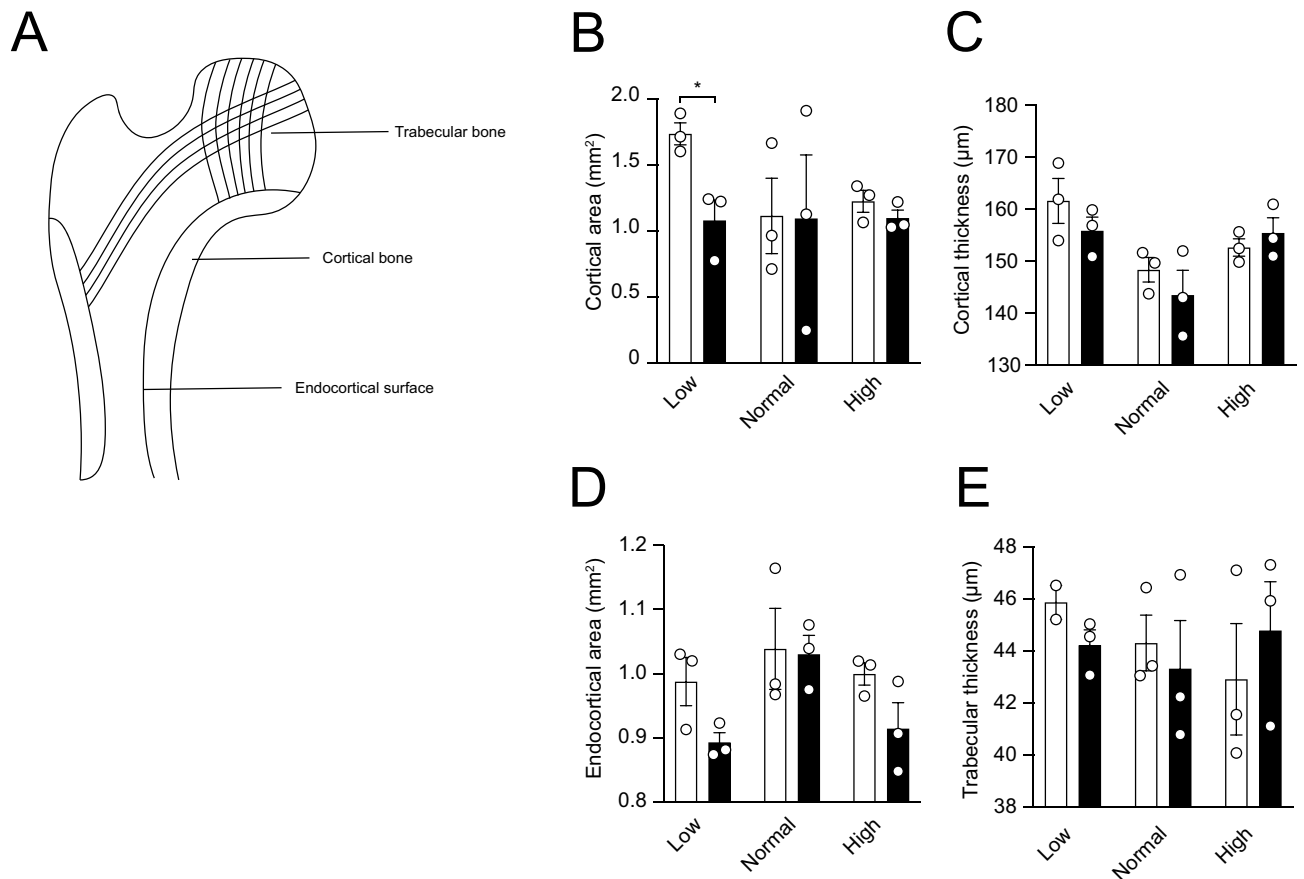 A
Trabecular bone
Cortical bone
Endocortical surface
B
*
Cortical area (mm²)
2.0
1.5
1.0
0.5
0
Low
Normal
High
C
Cortical thickness (μm)
180
170
160
150
140
130
Low
Normal
High
D
Endocortical area (mm²)
1.2
1.1
1.0
0.9
0.8
Low
Normal
High
E
Trabecular thickness (μm)
48
46
44
42
40
38
Low
Normal
High